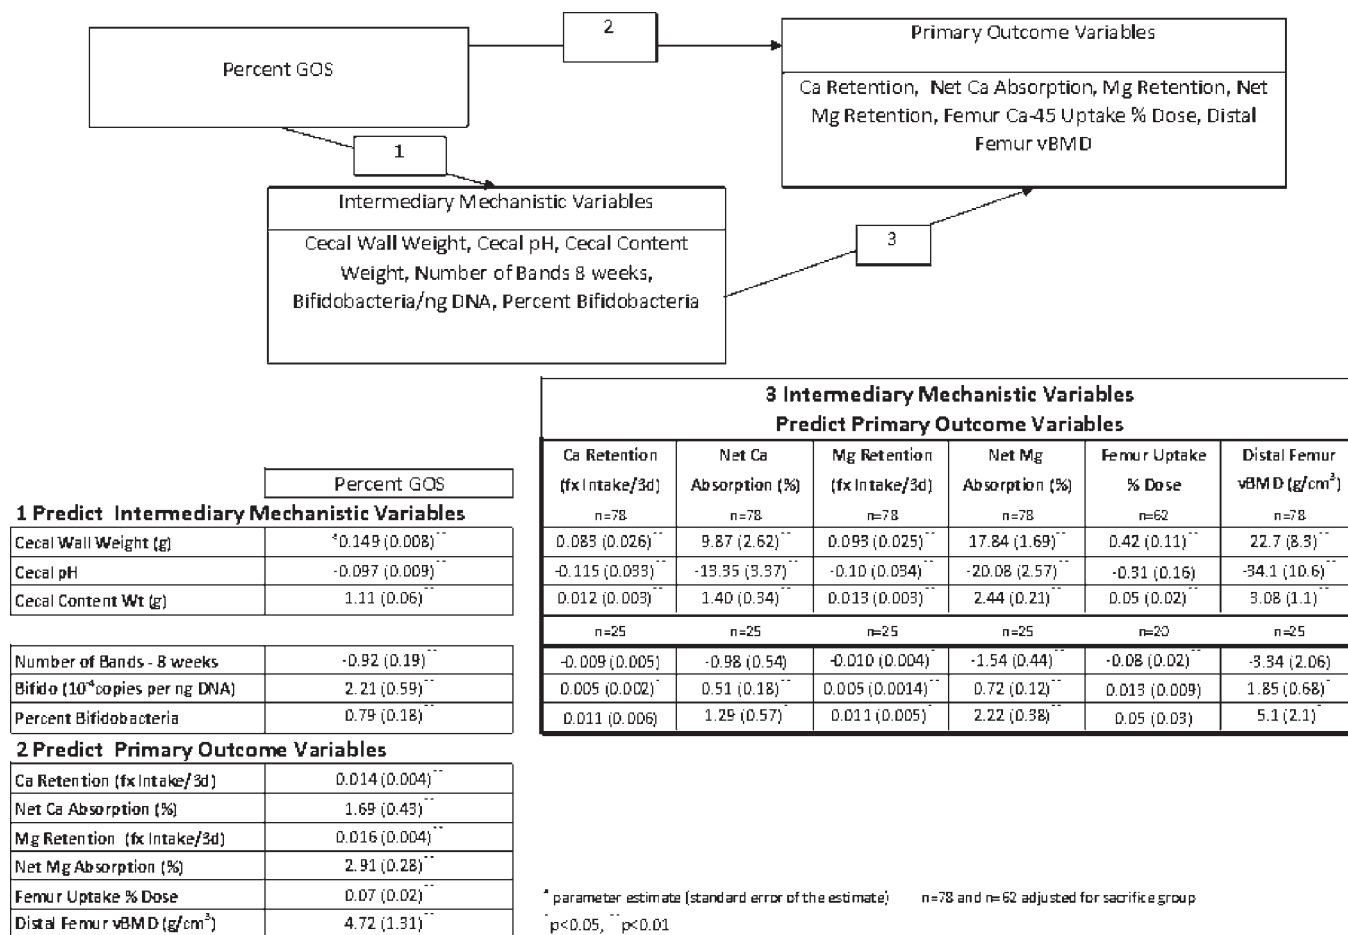 2
Percent GOS
Primary Outcome Variables
Ca Retention, Net Ca Absorption, Mg Retention, Net
Mg Retention, Femur Ca-45 Uptake % Dose, Distal
Femur vBMD
1
Intermediary Mechanistic Variables
Cecal Wall Weight, Cecal pH, Cecal Content
Weight, Number of Bands 8 weeks,
Bifidobacteria/ng DNA, Percent Bifidobacteria
3
3 Intermediary Mechanistic Variables
Predict Primary Outcome Variables
Ca Retention (fx Intake/3d) Net Ca Absorption (%) Mg Retention (fx Intake/3d) Net Mg Absorption (%) Femur Uptake % Dose Distal Femur vBMD (g/cm³)
n=78 n=78 n=78 n=78 n=62 n=78
0.083 (0.026)** 9.87 (2.62)** 0.093 (0.025)** 17.84 (1.69)** 0.42 (0.11)** 22.7 (8.3)**
-0.115 (0.033)** -13.35 (3.37)** -0.10 (0.034)** -20.08 (2.57)** -0.31 (0.16) -34.1 (10.6)**
0.012 (0.003)** 1.40 (0.34)** 0.013 (0.003)** 2.44 (0.21)** 0.05 (0.02)** 3.08 (1.1)**
n=25 n=25 n=25 n=25 n=20 n=25
-0.009 (0.005) -0.98 (0.54) -0.010 (0.004)* -1.54 (0.44)** -0.08 (0.02)** -3.34 (2.06)
0.005 (0.002)* 0.51 (0.18)** 0.005 (0.0014)** 0.72 (0.12)** 0.013 (0.009) 1.85 (0.68)*
0.011 (0.006) 1.29 (0.57)* 0.011 (0.005)* 2.22 (0.38)** 0.05 (0.03) 5.1 (2.1)*
Percent GOS
1 Predict Intermediary Mechanistic Variables
Cecal Wall Weight (g) ᵃ0.149 (0.008)**
Cecal pH -0.097 (0.009)**
Cecal Content Wt (g) 1.11 (0.06)**
Number of Bands - 8 weeks -0.92 (0.19)**
Bifido (10⁻⁴copies per ng DNA) 2.21 (0.59)**
Percent Bifidobacteria 0.79 (0.18)**
2 Predict Primary Outcome Variables
Ca Retention (fx Intake/3d) 0.014 (0.004)**
Net Ca Absorption (%) 1.69 (0.43)**
Mg Retention (fx Intake/3d) 0.016 (0.004)**
Net Mg Absorption (%) 2.91 (0.28)**
Femur Uptake % Dose 0.07 (0.02)**
Distal Femur vBMD (g/cm³) 4.72 (1.31)**
ᵃ parameter estimate (standard error of the estimate) n=78 and n=62 adjusted for sacrifice group
*p<0.05, **p<0.01